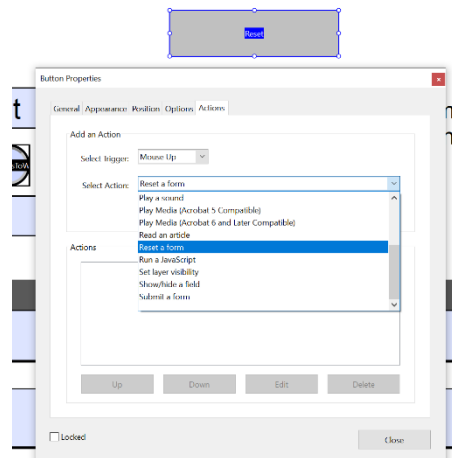 Reset
Button Properties
x
t
General Appearance Position Options Actions
Add an Action
Select Trigger: Mouse Up
Select Action: Reset a form
Play a sound
Play Media (Acrobat 5 Compatible)
Play Media (Acrobat 6 and Later Compatible)
Read an article
Actions
Reset a form
Run a JavaScript
Set layer visibility
Show/hide a field
Submit a form
Up Down Edit Delete
Locked
Close